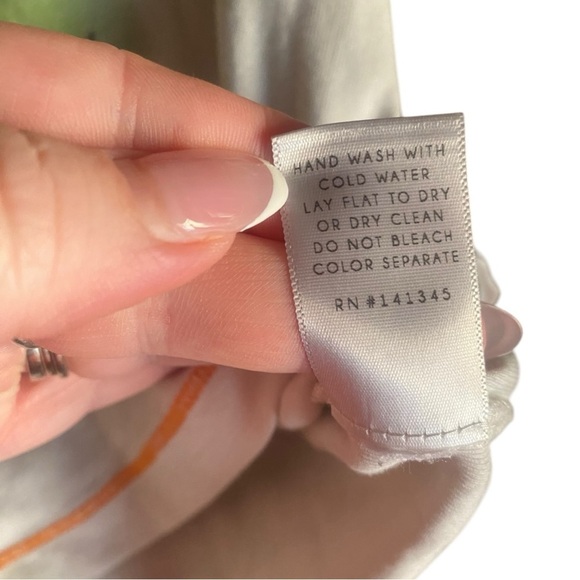 HAND WASH WITH
COLD WATER
LAY FLAT TO DRY
OR DRY CLEAN
DO NOT BLEACH
COLOR SEPARATE
RN #141345